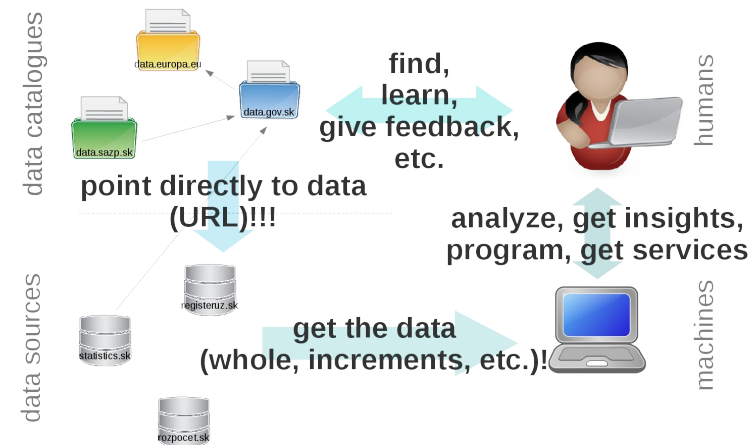 data catalogues
data.europa.eu
data.gov.sk
data.sazp.sk
find,
learn,
give feedback,
etc.
humans
point directly to data
(URL)!!!
analyze, get insights,
program, get services
data sources
registeruz.sk
statistics.sk
rozpocet.sk
get the data
(whole, increments, etc.)!
machines